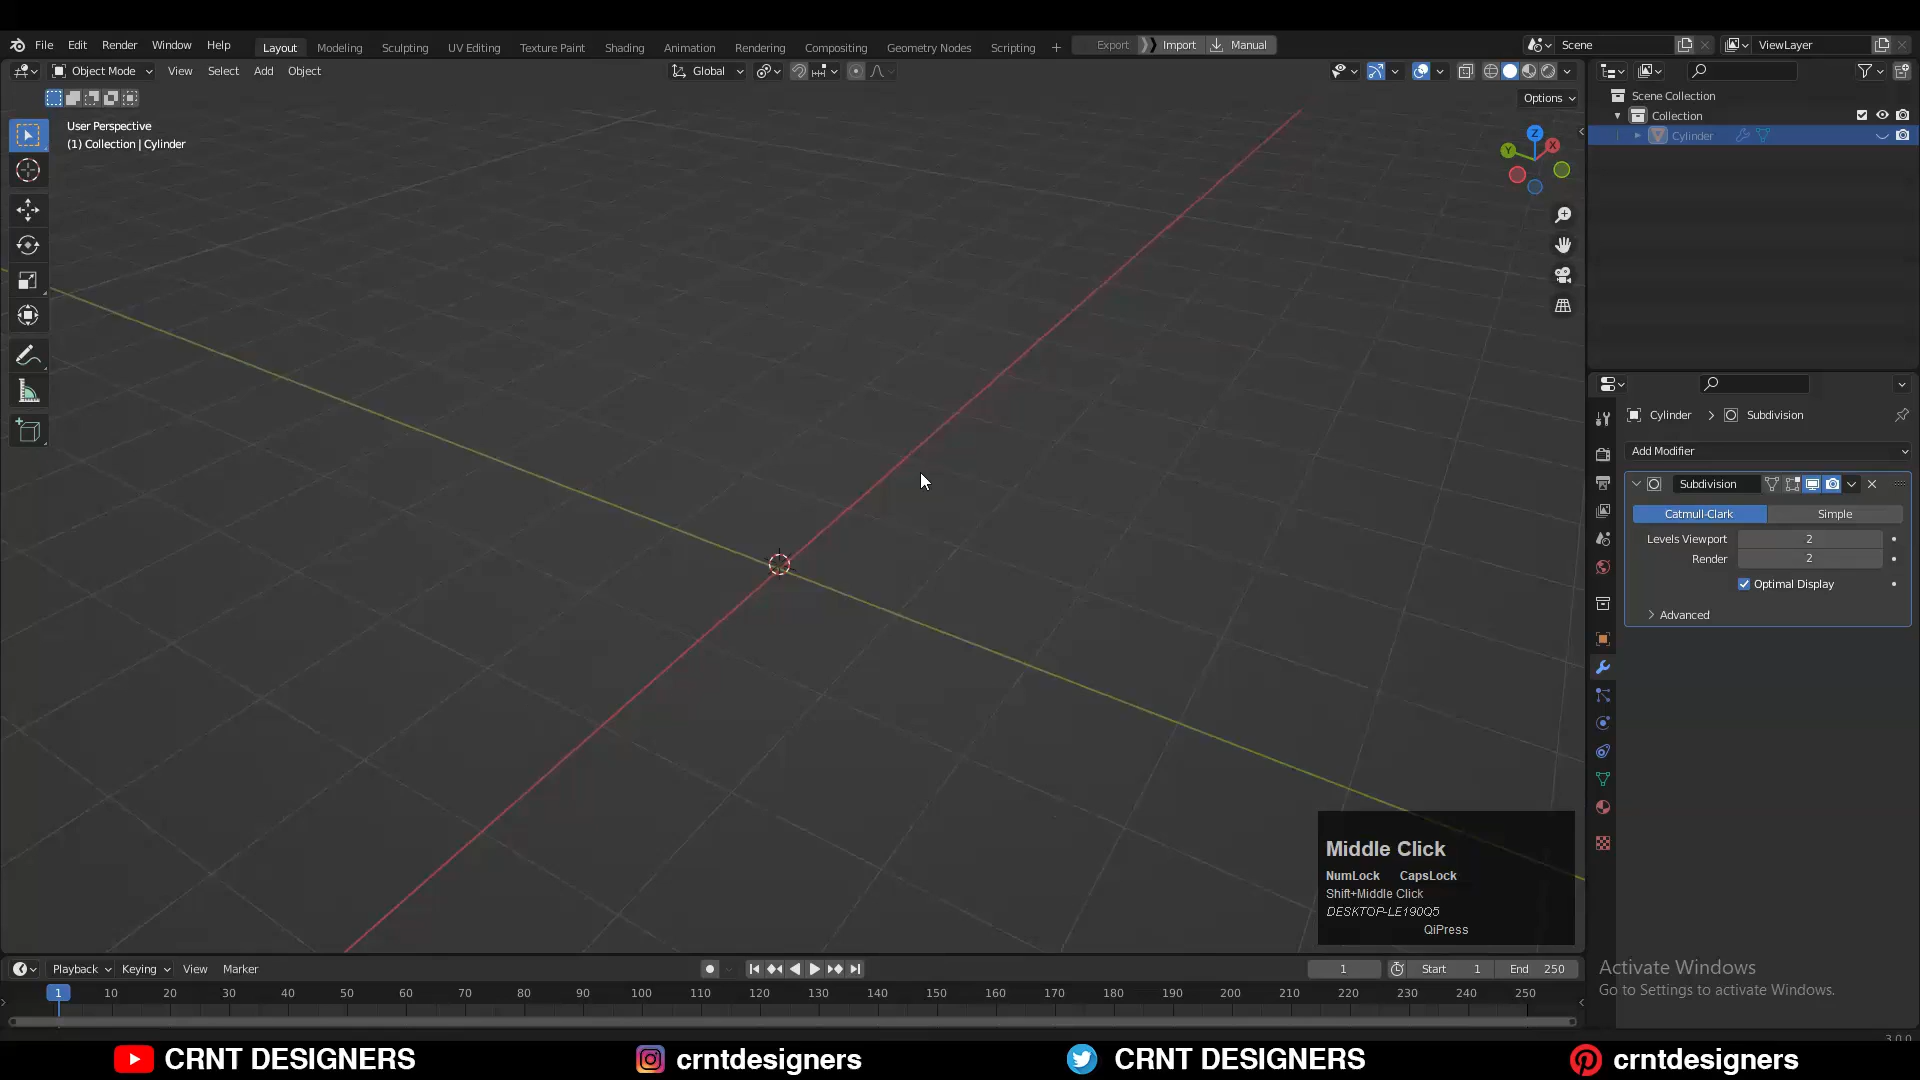 File Edit Render Window Help Layout Modeling Sculpting UV Editing Texture Paint Shading Animation Rendering Compositing Geometry Nodes Scripting + Export Import Manual Scene ViewLayer
Object Mode View Select Add Object Global
Options
User Perspective
(1) Collection | Cylinder
Z
Y
X
Scene Collection
Collection
Cylinder
Cylinder > Subdivision
Add Modifier
Subdivision
Catmull-Clark Simple
Levels Viewport 2
Render 2
Optimal Display
Advanced
Middle Click
NumLock CapsLock
Shift+Middle Click
DESKTOP-LE190Q5
QiPress
Playback Keying View Marker 1 Start 1 End 250
1 10 20 30 40 50 60 70 80 90 100 110 120 130 140 150 160 170 180 190 200 210 220 230 240 250
Activate Windows
Go to Settings to activate Windows.
3.0.0
CRNT DESIGNERS crntdesigners CRNT DESIGNERS crntdesigners